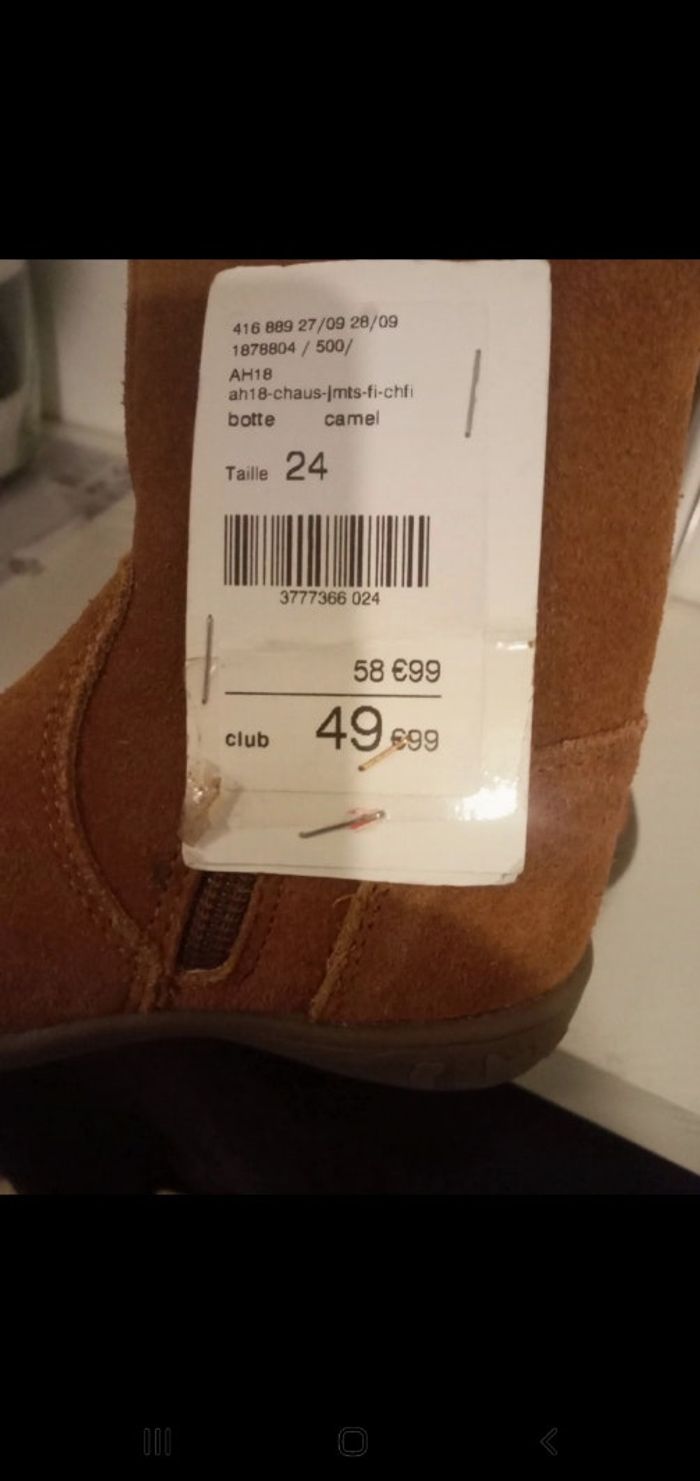 416 889 27/09 28/09
1878804 / 500/
AH18
ah18-chaus-jmts-fi-chfi
botte camel
Taille 24
3777366 024
58 €99
club 49 €99